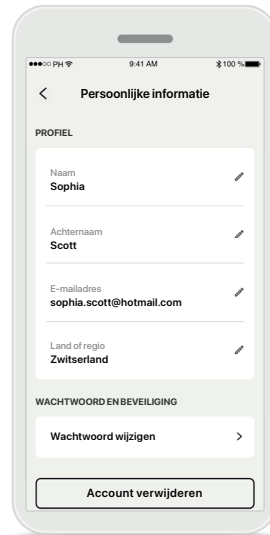 ●●●○○ PH 9:41 AM 100 %
Persoonlijke informatie
PROFIEL
Naam
Sophia
Achternaam
Scott
E-mailadres
sophia.scott@hotmail.com
Land of regio
Zwitserland
WACHTWOORD EN BEVEILIGING
Wachtwoord wijzigen
Account verwijderen